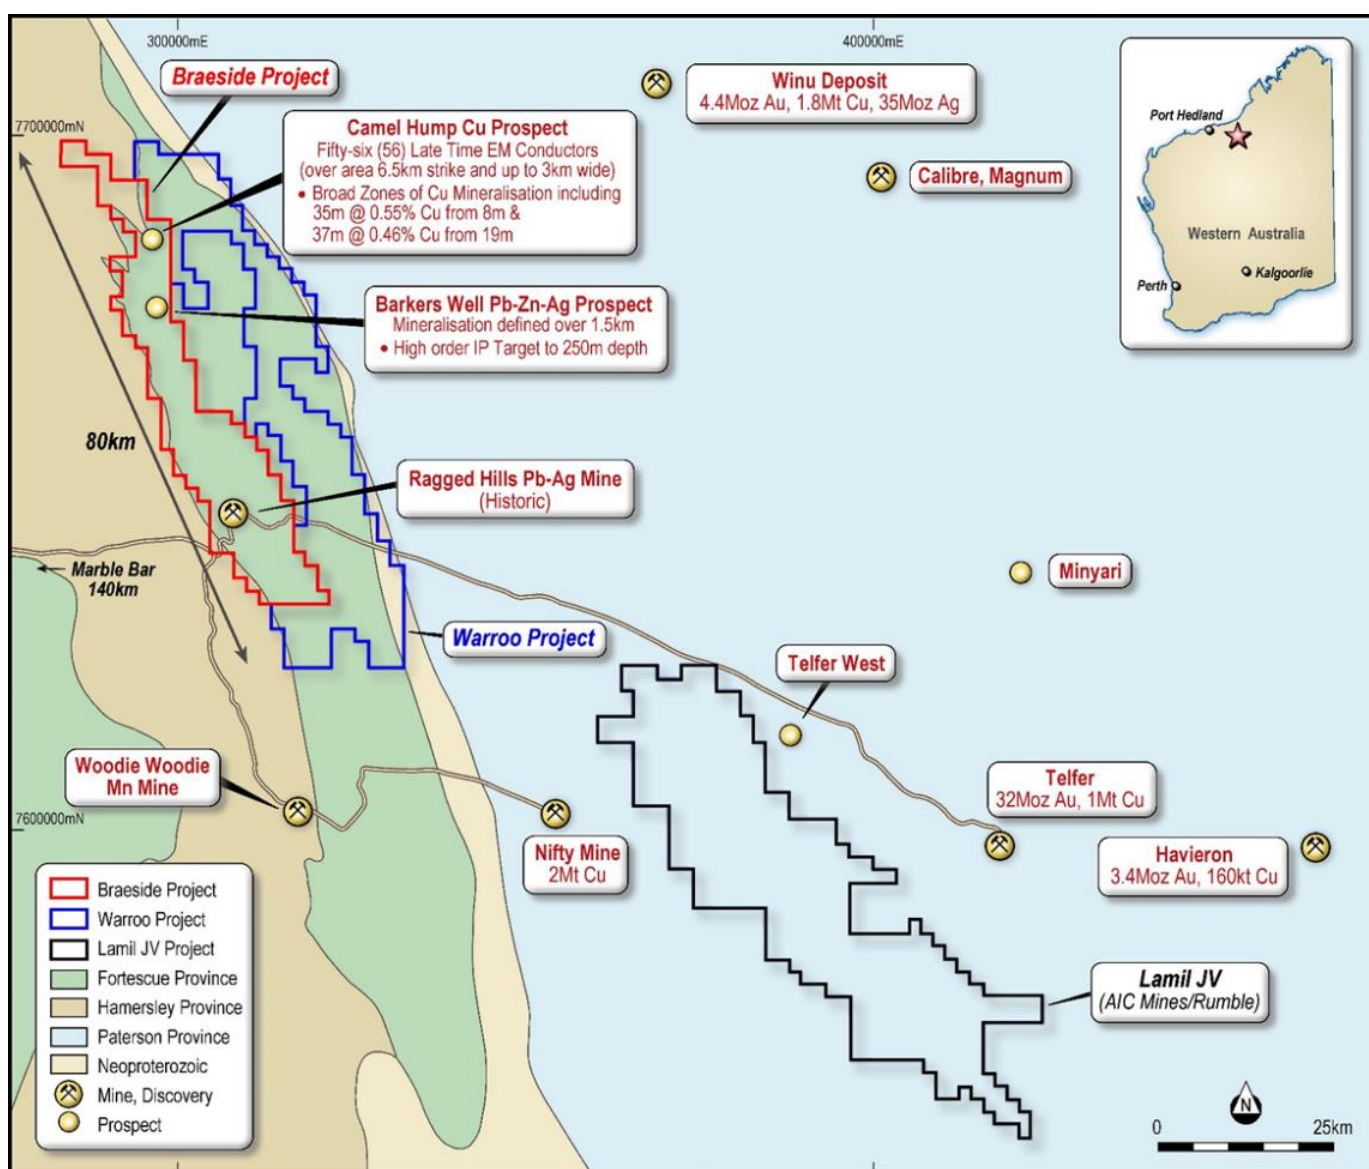 300000mE
400000mE
7700000mN
7600000mN
Braeside Project
Camel Hump Cu Prospect
Fifty-six (56) Late Time EM Conductors
(over area 6.5km strike and up to 3km wide)
• Broad Zones of Cu Mineralisation including
35m @ 0.55% Cu from 8m &
37m @ 0.46% Cu from 19m
Barkers Well Pb-Zn-Ag Prospect
Mineralisation defined over 1.5km
• High order IP Target to 250m depth
Winu Deposit
4.4Moz Au, 1.8Mt Cu, 35Moz Ag
Calibre, Magnum
Port Hedland
Western Australia
Kalgoorlie
Perth
80km
Ragged Hills Pb-Ag Mine
(Historic)
Marble Bar
140km
Minyari
Warroo Project
Telfer West
Woodie Woodie
Mn Mine
Nifty Mine
2Mt Cu
Telfer
32Moz Au, 1Mt Cu
Havieron
3.4Moz Au, 160kt Cu
Lamil JV
(AIC Mines/Rumble)
Braeside Project
Warroo Project
Lamil JV Project
Fortescue Province
Hamersley Province
Paterson Province
Neoproterozoic
Mine, Discovery
Prospect
N
0 25km